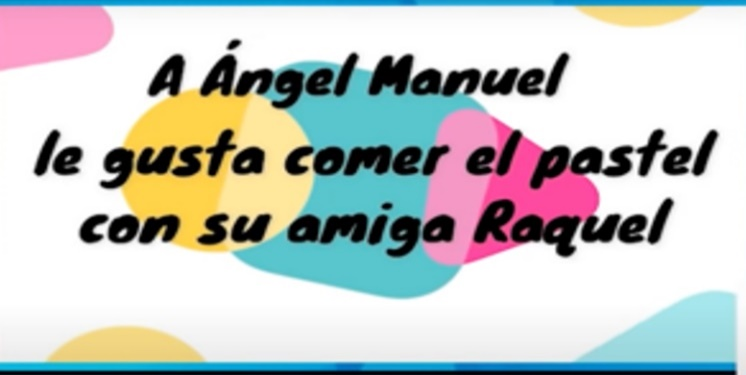 A Ángel Manuel
le gusta comer el pastel
con su amiga Raquel